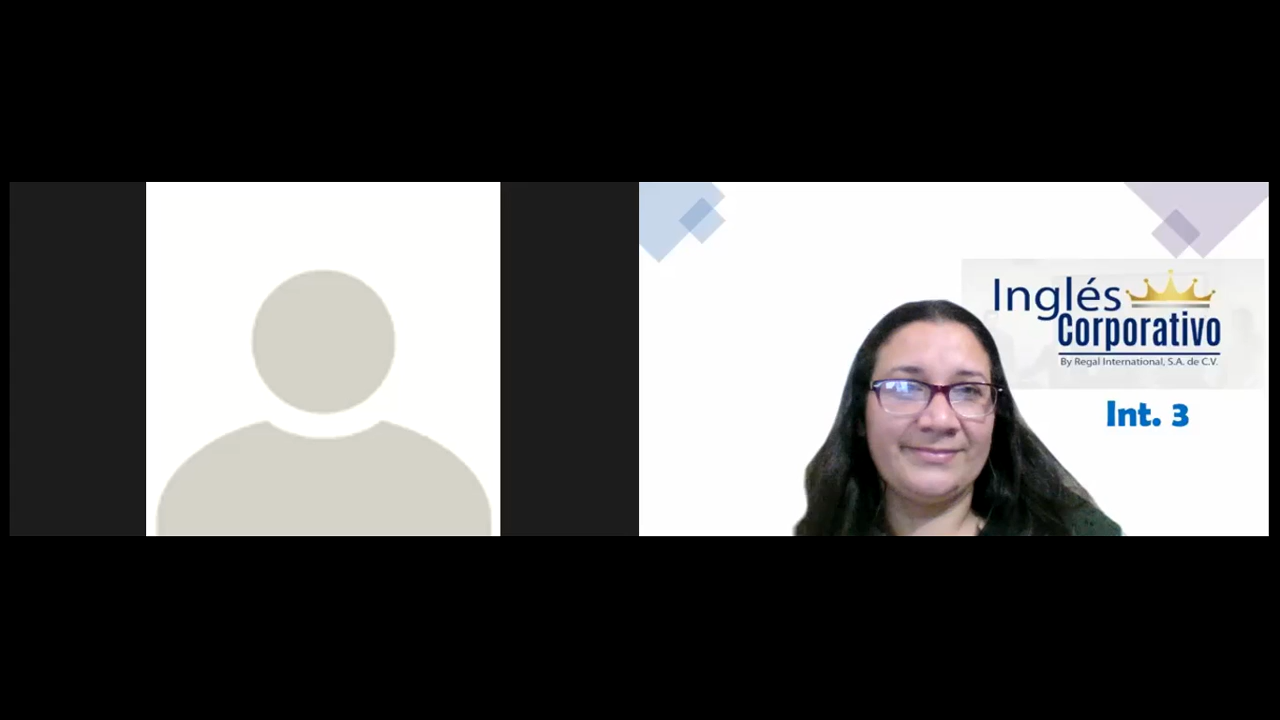 Inglés
Corporativo
By Regal International, S.A. de C.V.
Int. 3